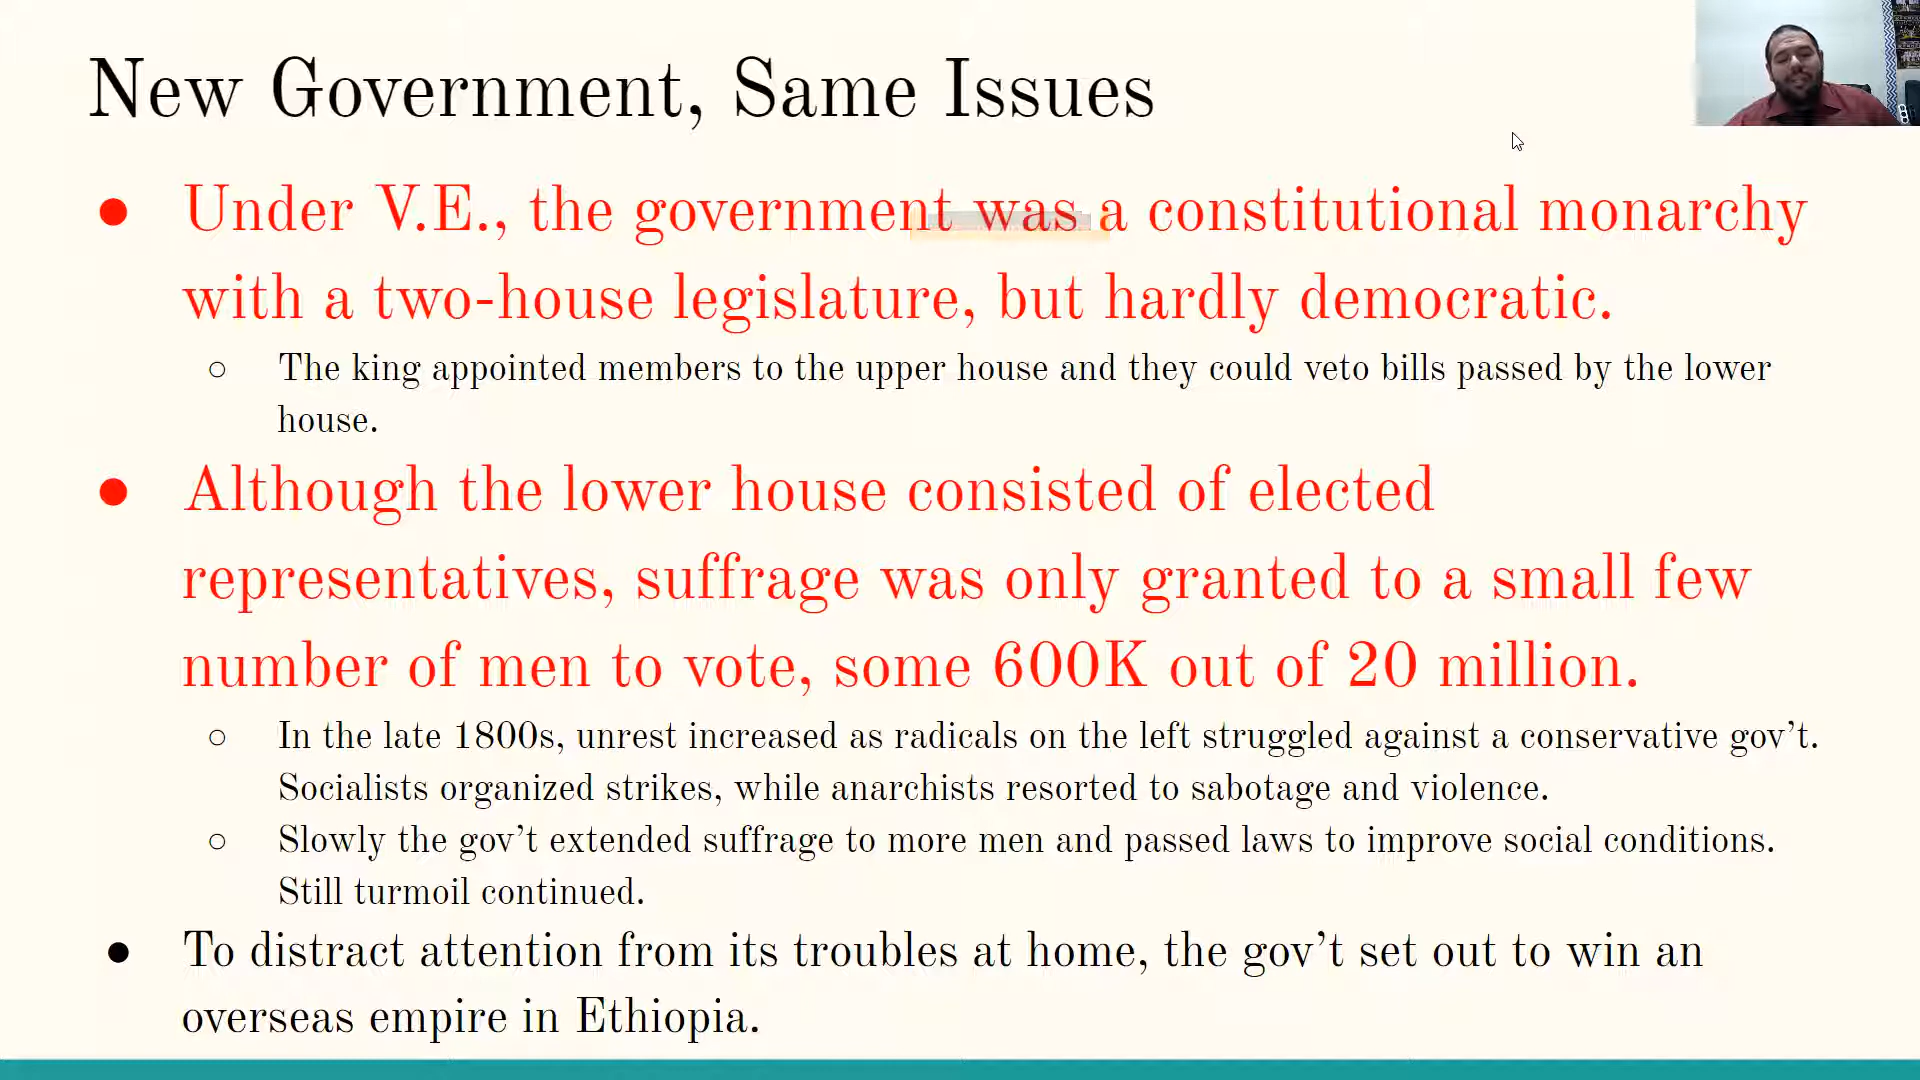 New Government, Same Issues
● Under V.E., the government was a constitutional monarchy
with a two-house legislature, but hardly democratic.
○ The king appointed members to the upper house and they could veto bills passed by the lower
house.
● Although the lower house consisted of elected
representatives, suffrage was only granted to a small few
number of men to vote, some 600K out of 20 million.
○ In the late 1800s, unrest increased as radicals on the left struggled against a conservative gov’t.
Socialists organized strikes, while anarchists resorted to sabotage and violence.
○ Slowly the gov’t extended suffrage to more men and passed laws to improve social conditions.
Still turmoil continued.
● To distract attention from its troubles at home, the gov’t set out to win an
overseas empire in Ethiopia.